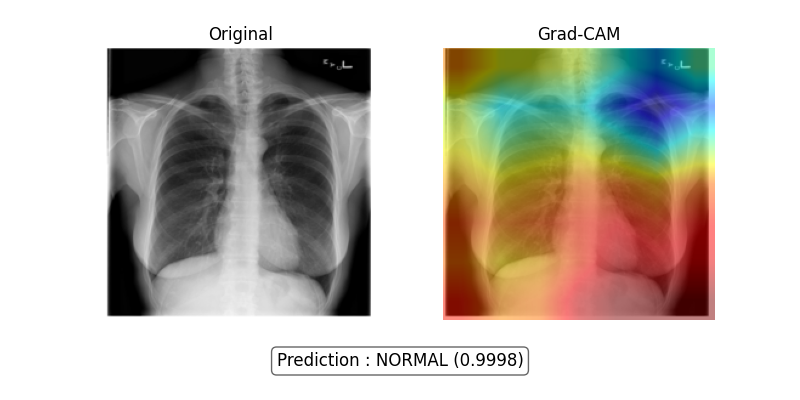 Original
Grad-CAM
L
L
Prediction : NORMAL (0.9998)